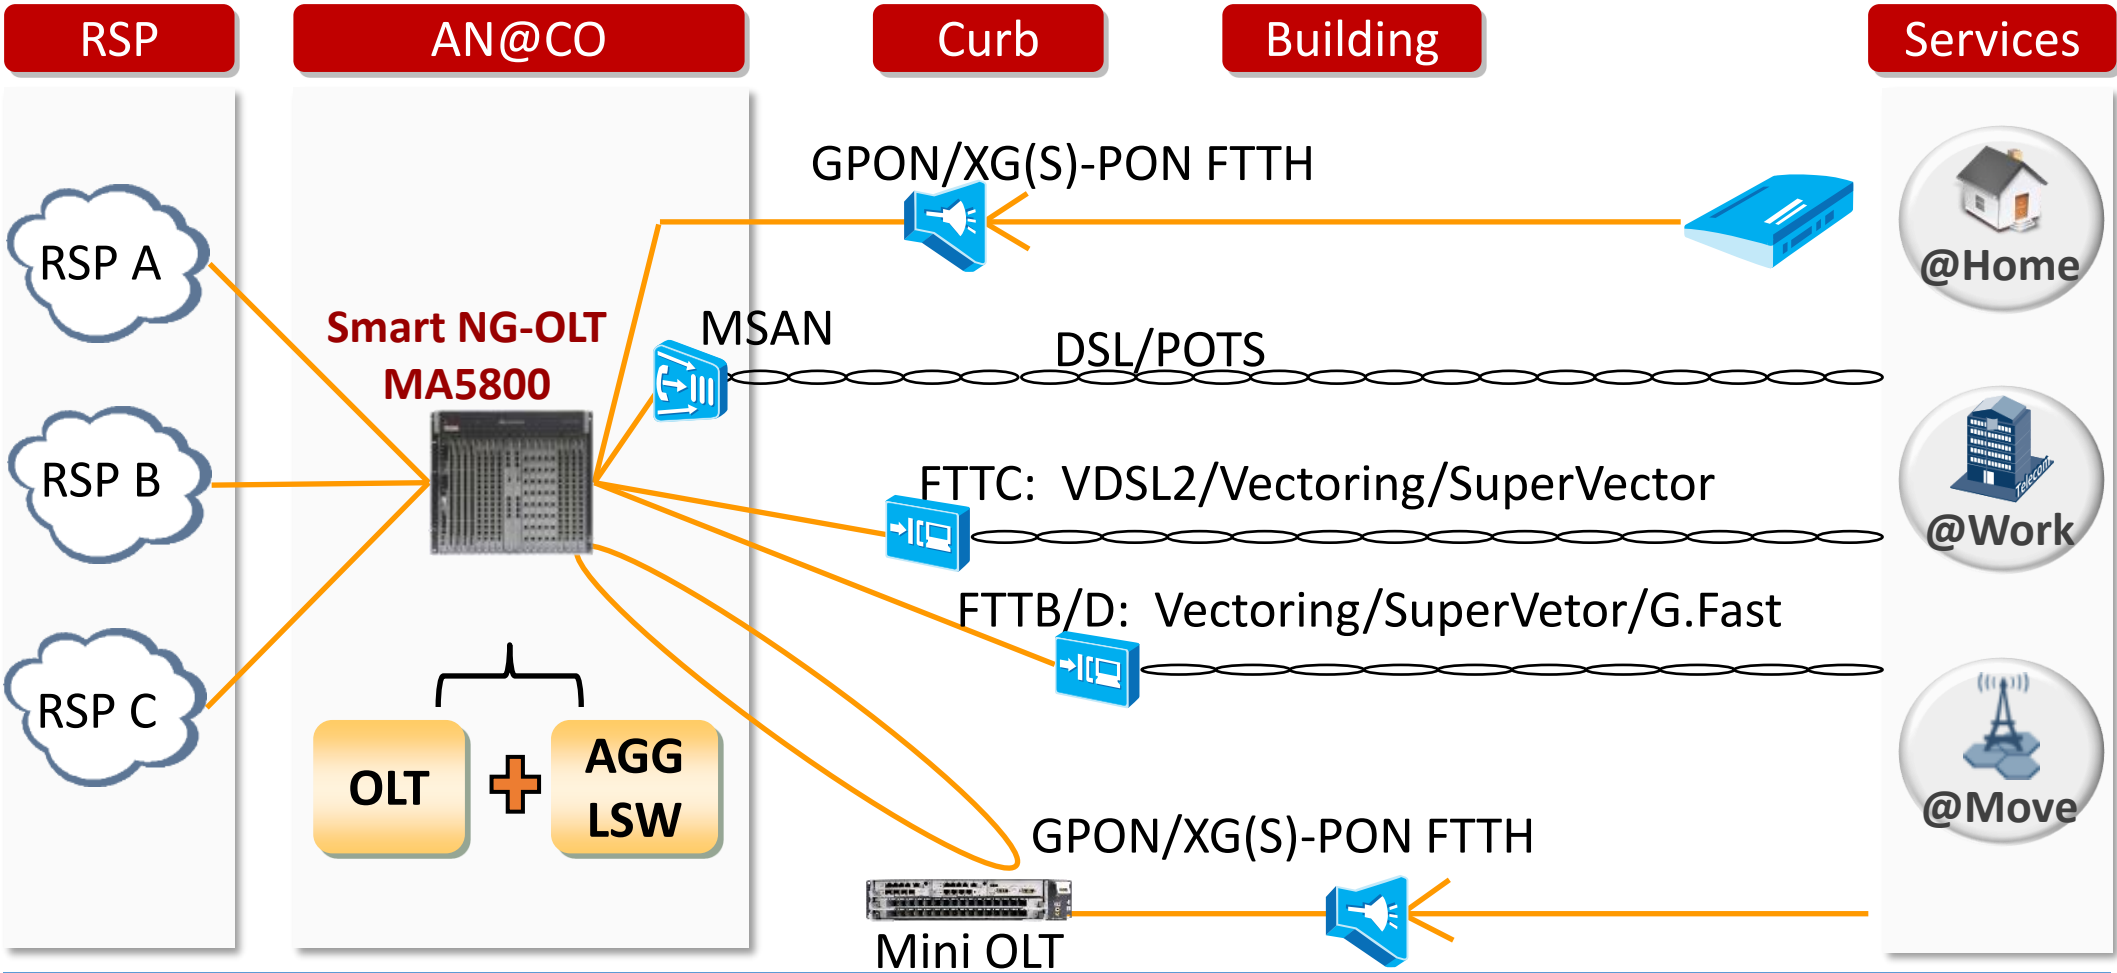 RSP
AN@CO
Curb
Building
Services
GPON/XG(S)-PON FTTH
RSP A
@Home
Smart NG-OLT
MA5800
MSAN
DSL/POTS
RSP B
FTTC:  VDSL2/Vectoring/SuperVector
Telecom
@Work
FTTB/D:  Vectoring/SuperVetor/G.Fast
RSP C
OLT
AGG
LSW
@Move
GPON/XG(S)-PON FTTH
Mini OLT